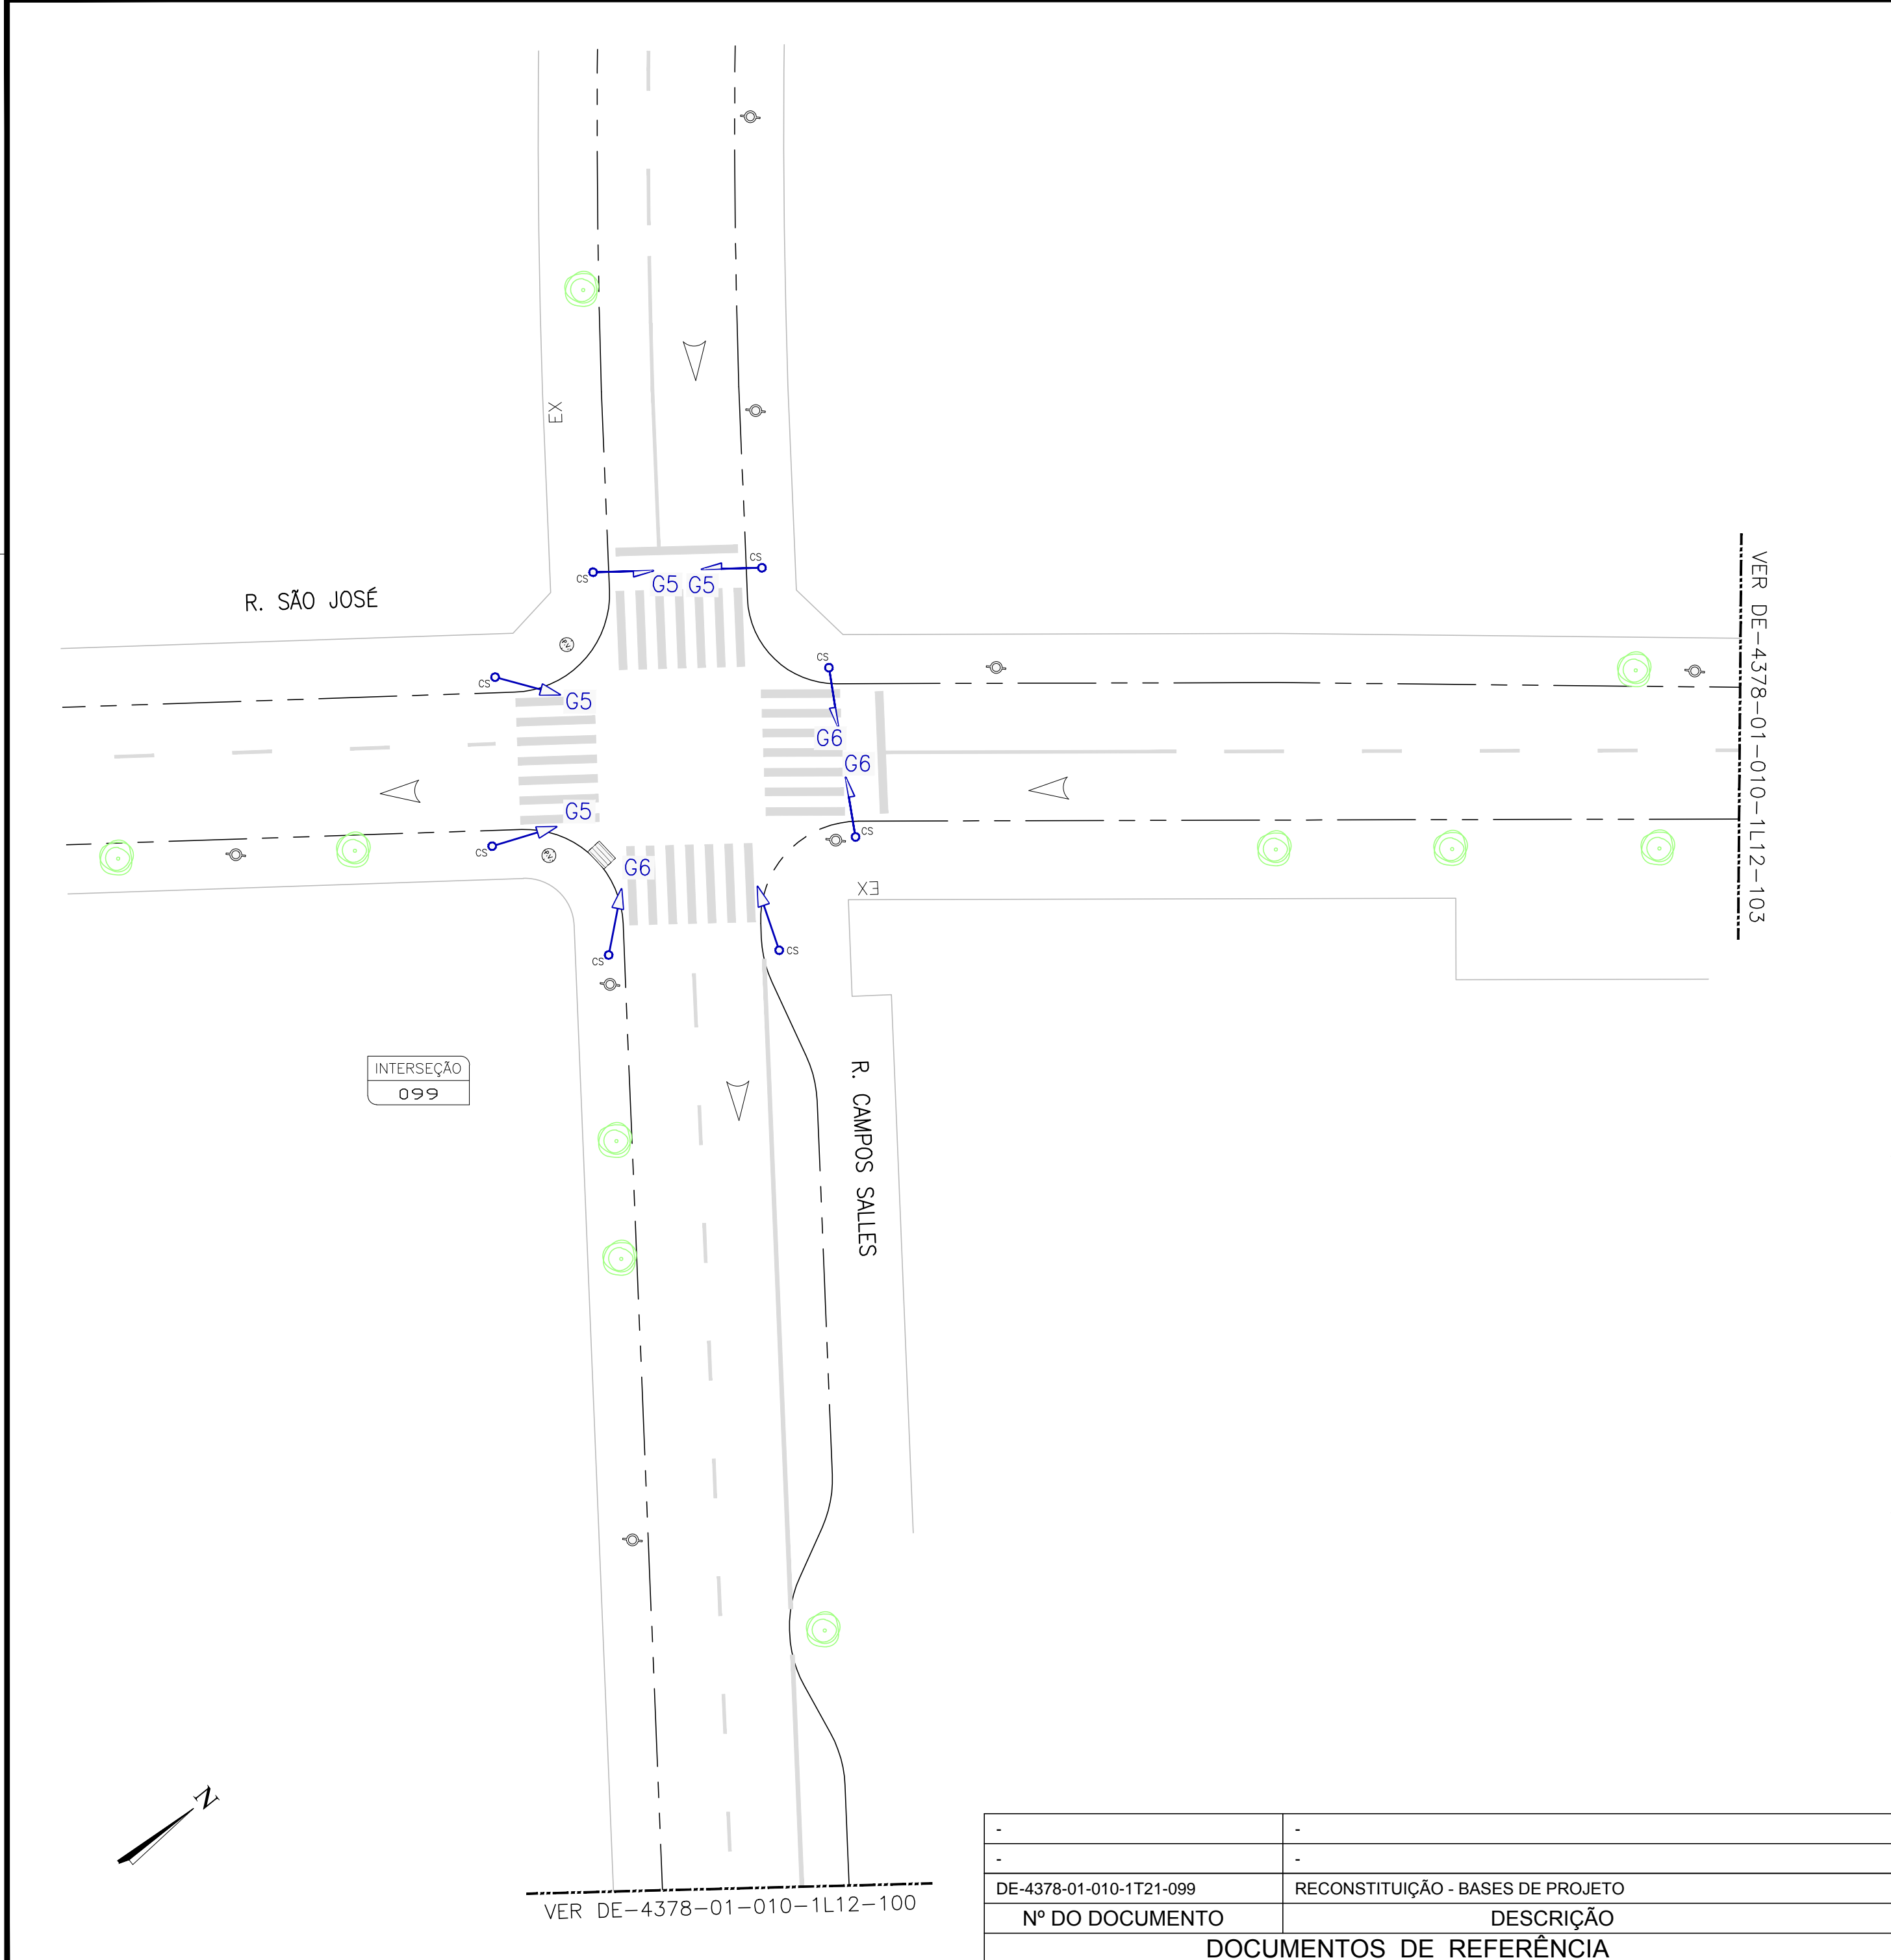 EX
CS
CS
G5 G5
R. SÃO JOSÉ
VER DE-4378-01-010-1L12-103
CS
CS
G5
G6
G6
G5
CS
CS
G6
EX
CS
CS
INTERSEÇÃO
099
R. CAMPOS SALLES
N
VER DE-4378-01-010-1L12-100
- -
- -
DE-4378-01-010-1T21-099 RECONSTITUIÇÃO - BASES DE PROJETO
Nº DO DOCUMENTO DESCRIÇÃO
DOCUMENTOS DE REFERÊNCIA